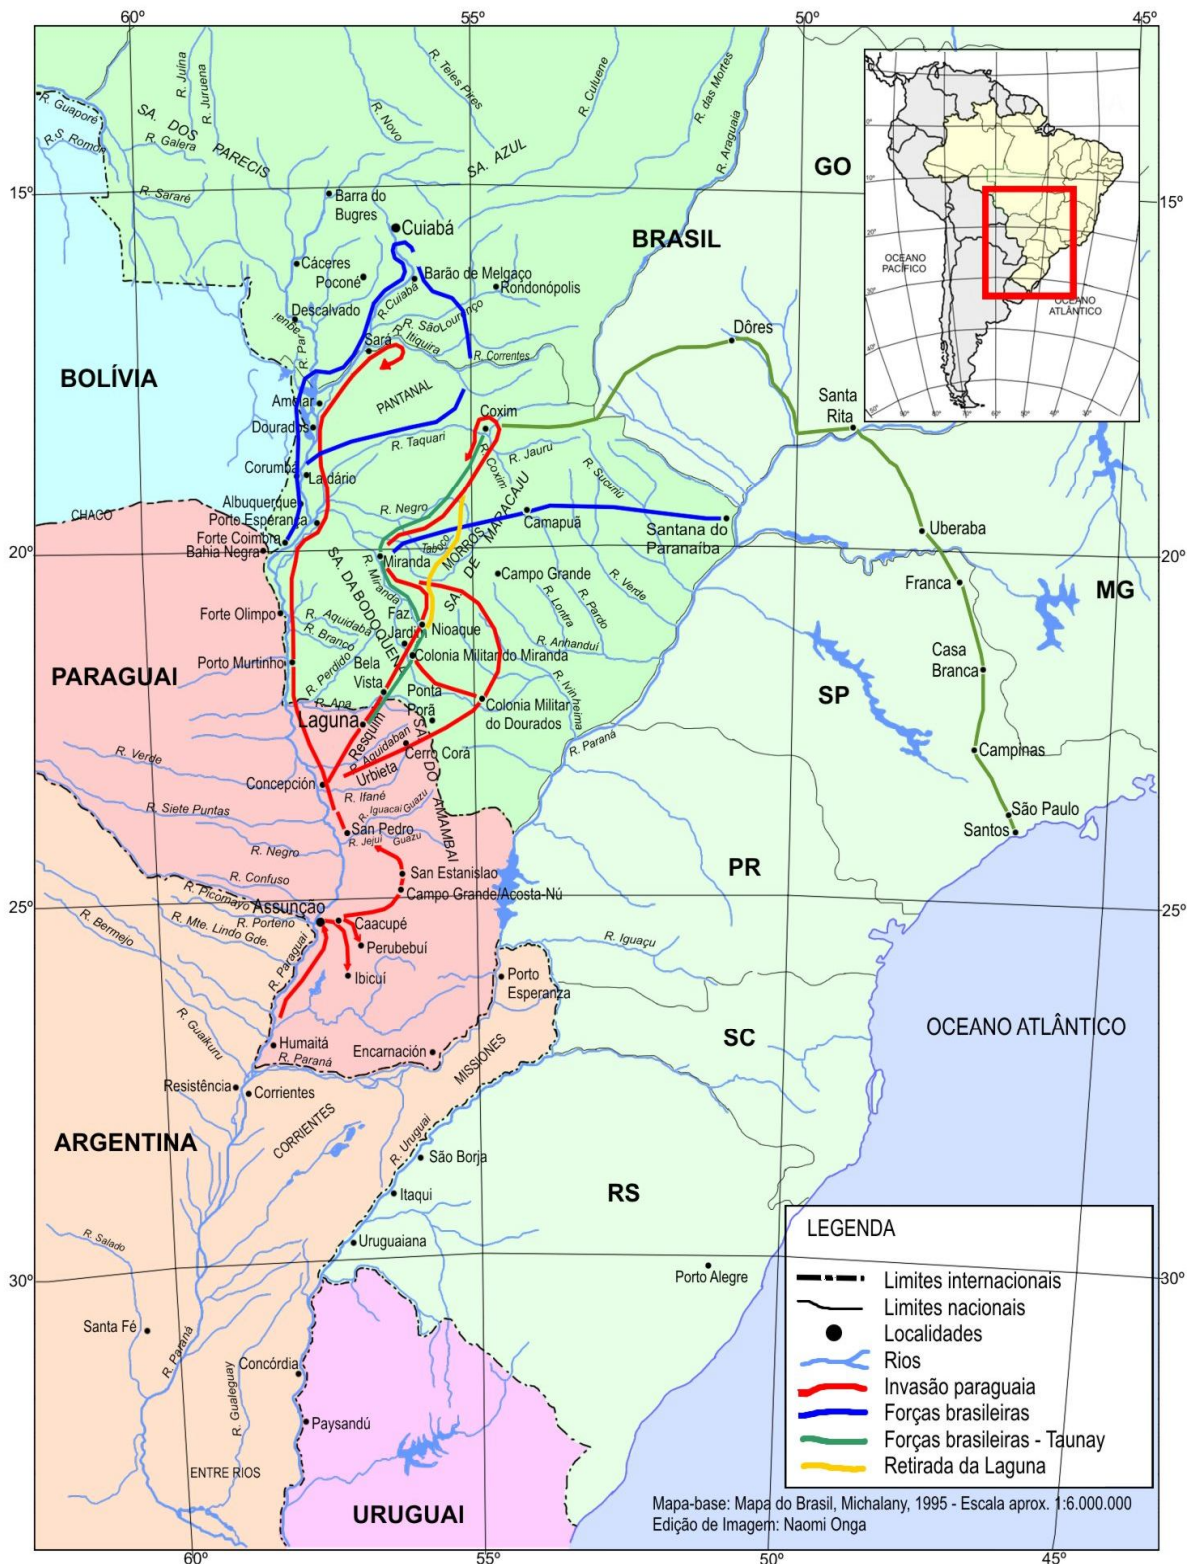 60º
55º
50º
45º
R. Juina
R. Juruena
R. Teles Pires
R. Culuene
R. das Mortes
R. Araguaia
R. Guaporé
SA. DOS PARECIS
R. Novo
R.S. Romón
R. Galera
SA. AZUL
GO
R. Sararé
15º
15º
Barra do
Bugres
Cuiabá
BRASIL
Cáceres
Poconé
Barão de Melgaço
Rondonópolis
R.Cuiabá
Descalvado
R. SãoLourenço
R. Itiquira
R. Par
Sará
R. Correntes
Dôres
BOLÍVIA
PANTANAL
Amolar
Santa
Rita
Dourados
Coxim
R. Taquari
R. Jauru
R. Coxim
R. Sucuriú
Corumbá
Ladário
Albuquerque
R. Negro
CHACO
Porto Esperança
Camapuã
Santana do
Paranaíba
Uberaba
Forte Coimbra
Bahia Negra
20º
20º
Taboco
MORROS
SA. DE MARACAJU
Miranda
R. Miranda
SA. DA BODOQUENA
Campo Grande
R. Verde
R. Pardo
R. Lontra
Franca
MG
Forte Olimpo
R. Aquidabã
R. Branco
Faz.
Jardim
Nioaque
R. Anhanduí
PARAGUAI
Porto Murtinho
R. Perdido
Bela
Vista
Colonia Militar do Miranda
R. Ivinheima
SP
Casa
Branca
R. Apa
Ponta
Porã
Colonia Militar
do Dourados
Laguna
Resquim
R. Aquidaban
Cerro Corá
R. Paraná
R. Verde
Urbieta
SA. DO AMAMBAI
Campinas
Concepción
R. Ifané
R. Iguacai Guazu
R. Siete Puntas
São Paulo
Santos
San Pedro
R. Jejui Guazu
R. Negro
San Estanislao
R. Confuso
Campo Grande/Acosta-Nú
PR
25º
25º
R. Picomayo
Assunção
R. Porteno
Caacupé
R. Bermejo
R. Mte. Lindo Gde.
Perubebuí
R. Iguaçu
R. Paraguai
Ibicuí
Porto
Esperanza
R. Guaikuru
OCEANO ATLÂNTICO
SC
Humaitá
R. Paraná
Encarnación
MISSIONES
Resistência
Corrientes
ARGENTINA
CORRIENTES
R. Uruguai
São Borja
Itaqui
RS
R. Salado
Uruguaiana
Porto Alegre
30º
30º
Santa Fé
R. Paraná
Concórdia
R. Gualeguay
Paysandú
ENTRE RIOS
URUGUAI
60º
55º
50º
45º
OCEANO
PACÍFICO
OCEANO
ATLÂNTICO
LEGENDA
Limites internacionais
Limites nacionais
Localidades
Rios
Invasão paraguaia
Forças brasileiras
Forças brasileiras - Taunay
Retirada da Laguna
Mapa-base: Mapa do Brasil, Michalany, 1995 - Escala aprox. 1:6.000.000
Edição de Imagem: Naomi Onga